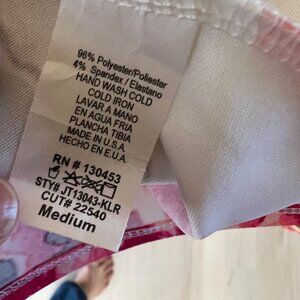 96% Polyester/Poliester
4% Spandex / Elastano
HAND WASH COLD
COLD IRON
LAVAR A MANO
EN AGUA FRIA
PLANCHA TIBIA
MADE IN U.S.A.
HECHO EN E.U.A.
RN # 130453
STY# JT13043-KLR
CUT# 22540
Medium